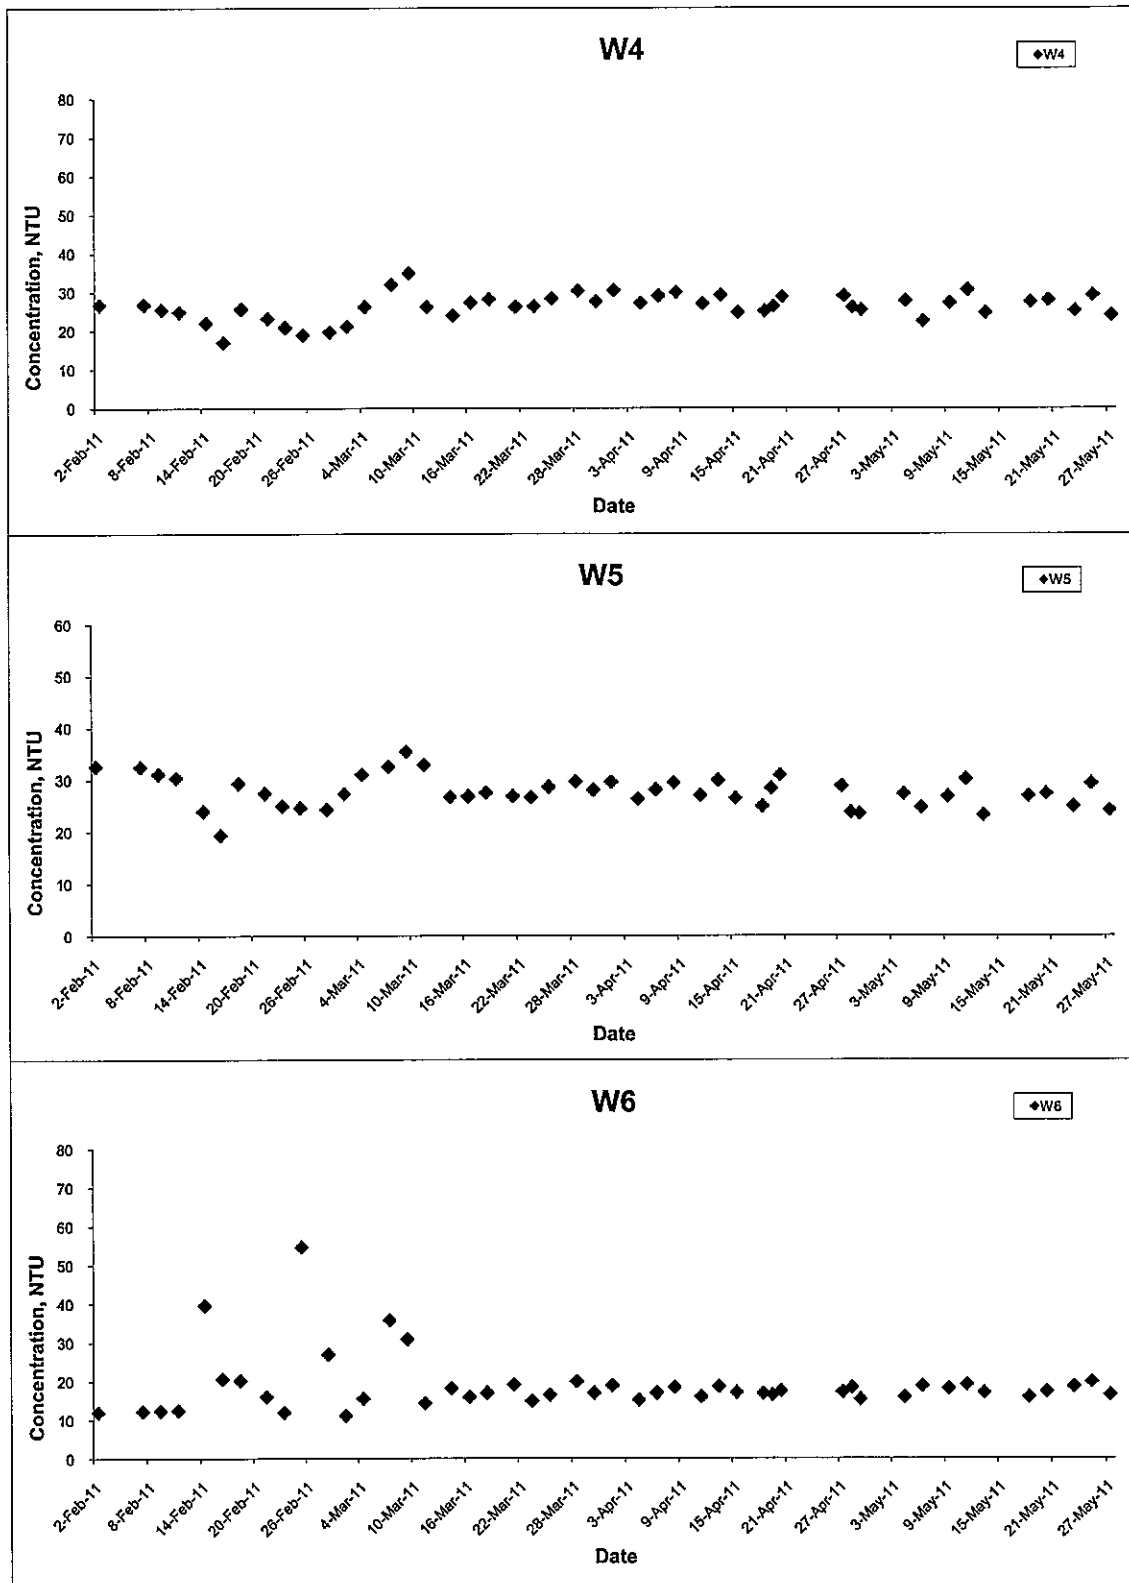 W4
◆W4
80
70
60
50
40
30
20
10
0
Concentration, NTU
2-Feb-11 8-Feb-11 14-Feb-11 20-Feb-11 26-Feb-11 4-Mar-11 10-Mar-11 16-Mar-11 22-Mar-11 28-Mar-11 3-Apr-11 9-Apr-11 15-Apr-11 21-Apr-11 27-Apr-11 3-May-11 9-May-11 15-May-11 21-May-11 27-May-11
Date
W5
◆W5
60
50
40
30
20
10
0
Concentration, NTU
2-Feb-11 8-Feb-11 14-Feb-11 20-Feb-11 26-Feb-11 4-Mar-11 10-Mar-11 16-Mar-11 22-Mar-11 28-Mar-11 3-Apr-11 9-Apr-11 15-Apr-11 21-Apr-11 27-Apr-11 3-May-11 9-May-11 15-May-11 21-May-11 27-May-11
Date
W6
◆W6
80
70
60
50
40
30
20
10
0
Concentration, NTU
2-Feb-11 8-Feb-11 14-Feb-11 20-Feb-11 26-Feb-11 4-Mar-11 10-Mar-11 16-Mar-11 22-Mar-11 28-Mar-11 3-Apr-11 9-Apr-11 15-Apr-11 21-Apr-11 27-Apr-11 3-May-11 9-May-11 15-May-11 21-May-11 27-May-11
Date